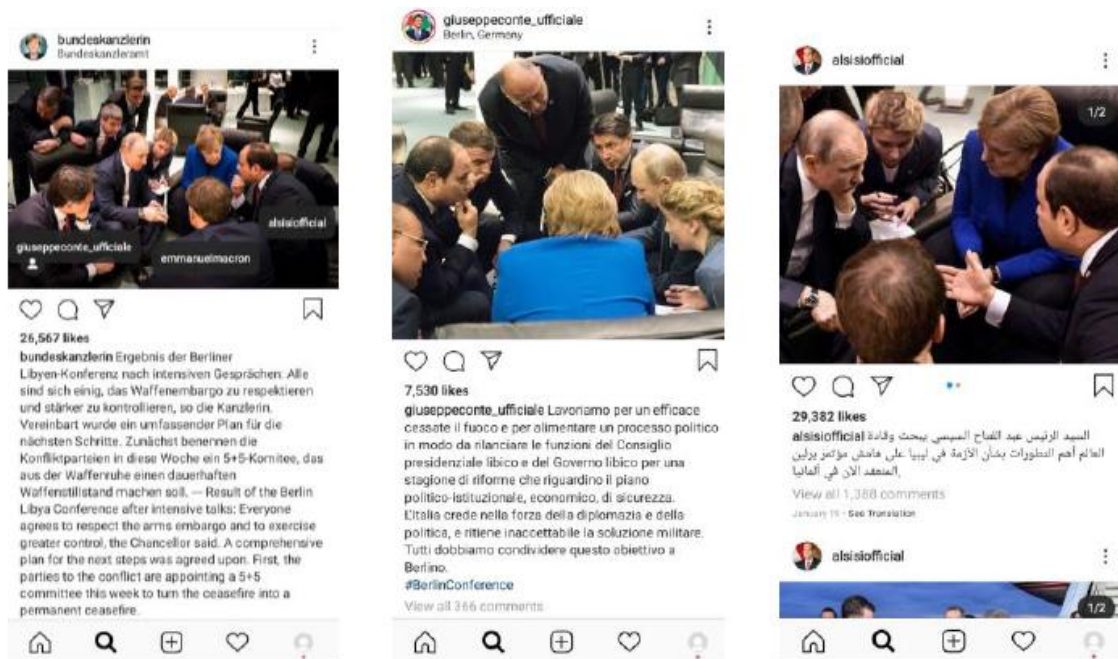 bundeskanzlerin
Bundeskanzleramt
giuseppeconte_ufficiale
emmanuelmacron
alsisiofficial
26,567 likes
bundeskanzlerin Ergebnis der Berliner
Libyen-Konferenz nach intensiven Gesprächen: Alle
sind sich einig, das Waffenembargo zu respektieren
und stärker zu kontrollieren, so die Kanzlerin.
Vereinbart wurde ein umfassender Plan für die
nächsten Schritte. Zunächst benennen die
Konfliktparteien in diese Woche ein 5+5-Komitee, das
aus der Waffenruhe einen dauerhaften
Waffenstillstand machen soll. — Result of the Berlin
Libya Conference after intensive talks: Everyone
agrees to respect the arms embargo and to exercise
greater control, the Chancellor said. A comprehensive
plan for the next steps was agreed upon. First, the
parties to the conflict are appointing a 5+5
committee this week to turn the ceasefire into a
permanent ceasefire.
giuseppeconte_ufficiale
Berlin, Germany
7,530 likes
giuseppeconte_ufficiale Lavoriamo per un efficace
cessate il fuoco e per alimentare un processo politico
in modo da rilanciare le funzioni del Consiglio
presidenziale libico e del Governo libico per una
stagione di riforme che riguardino il piano
politico-istituzionale, economico, di sicurezza.
L'Italia crede nella forza della diplomazia e della
politica, e ritiene inaccettabile la soluzione militare.
Tutti dobbiamo condividere questo obiettivo a
Berlino.
#BerlinConference
View all 366 comments
alsisiofficial
1/2
29,382 likes
alsisiofficial السيد الرئيس عبد الفتاح السيسي يبحث وقادة
العالم أهم التطورات بشأن الأزمة في ليبيا على هامش مؤتمر برلين
المنعقد الآن في ألمانيا.
View all 1,388 comments
January 19 • See Translation
alsisiofficial
1/2